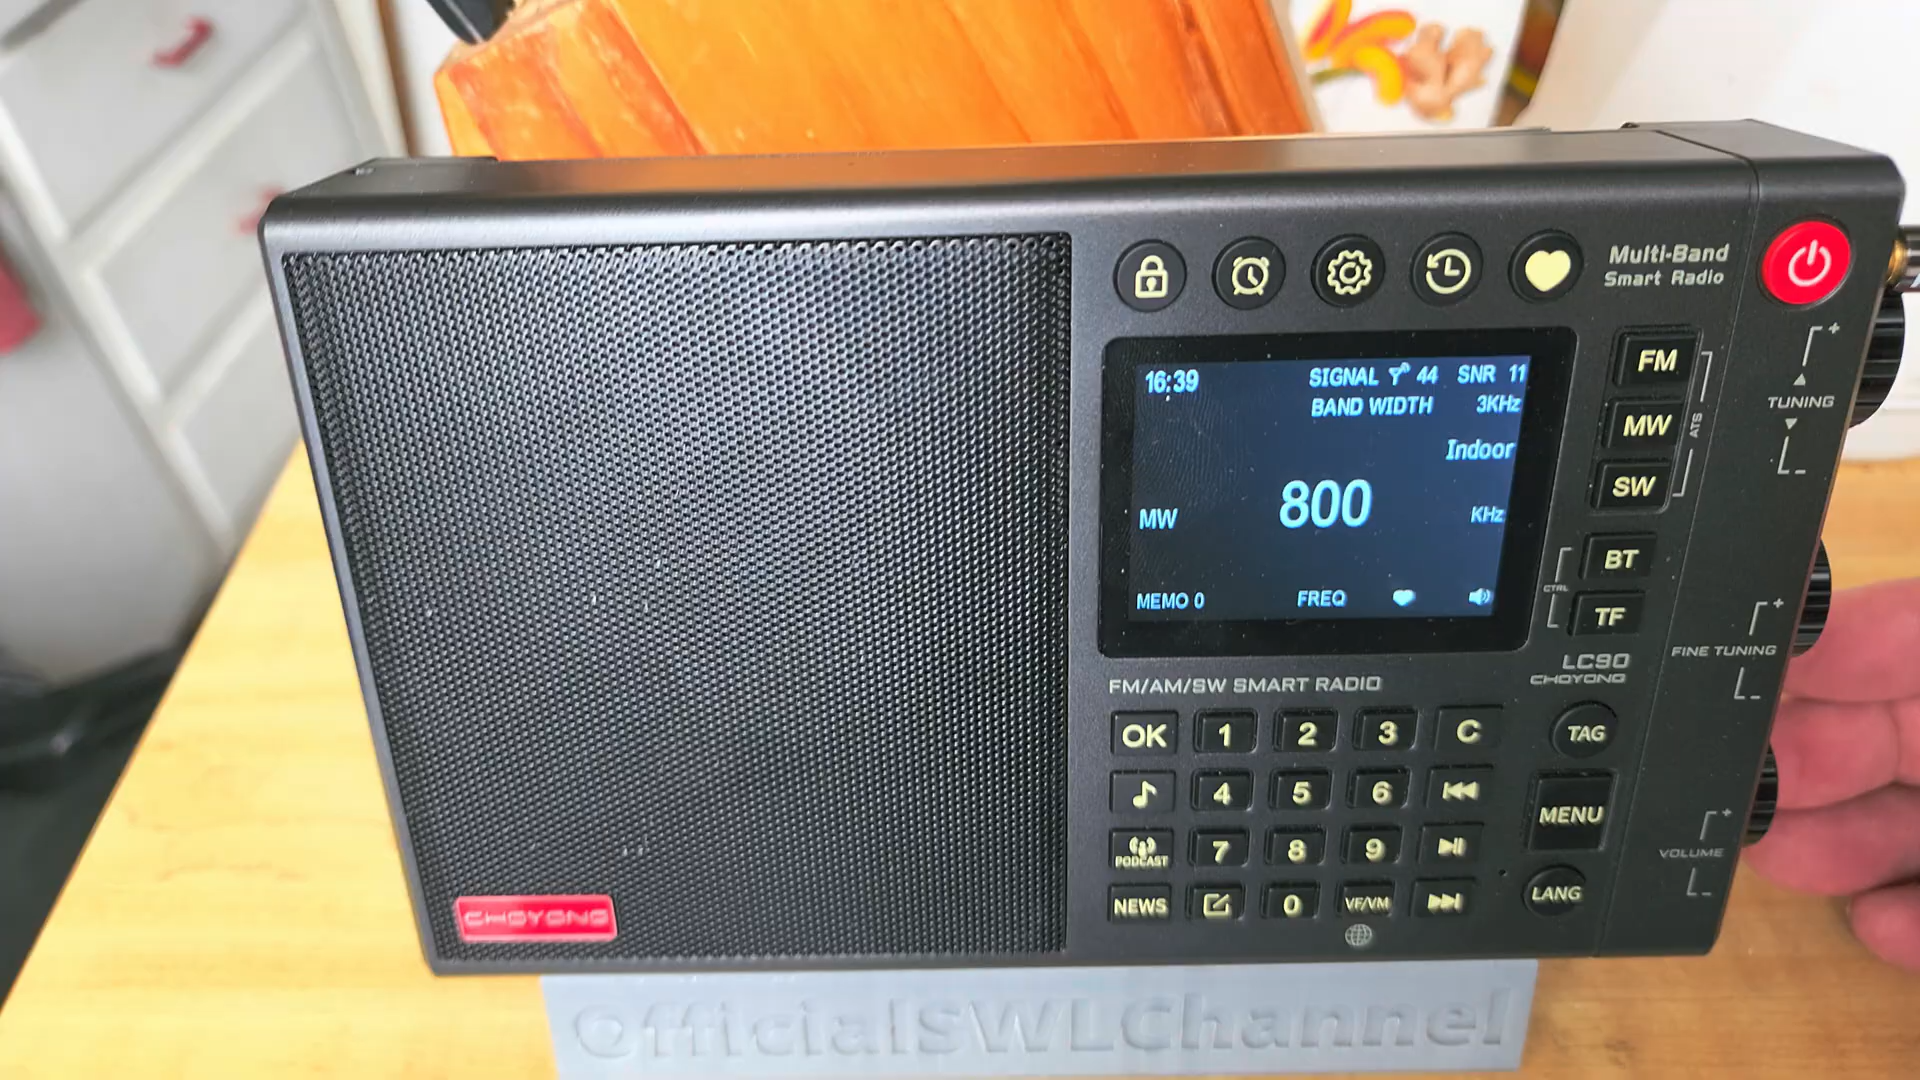 Multi-Band
Smart Radio
16:39
SIGNAL 44 SNR 11
BAND WIDTH 3KHz
Indoor
MW 800 KHz
MEMO 0 FREQ
FM
MW
SW
ATS
BT
TF
CTRL
+
TUNING
-
+
FINE TUNING
-
+
VOLUME
-
LC90
CHOYONG
FM/AM/SW SMART RADIO
OK 1 2 3 C
4 5 6
PODCAST 7 8 9
NEWS 0 VF/VM
TAG
MENU
LANG
CHOYONG
OfficialSWLChannel